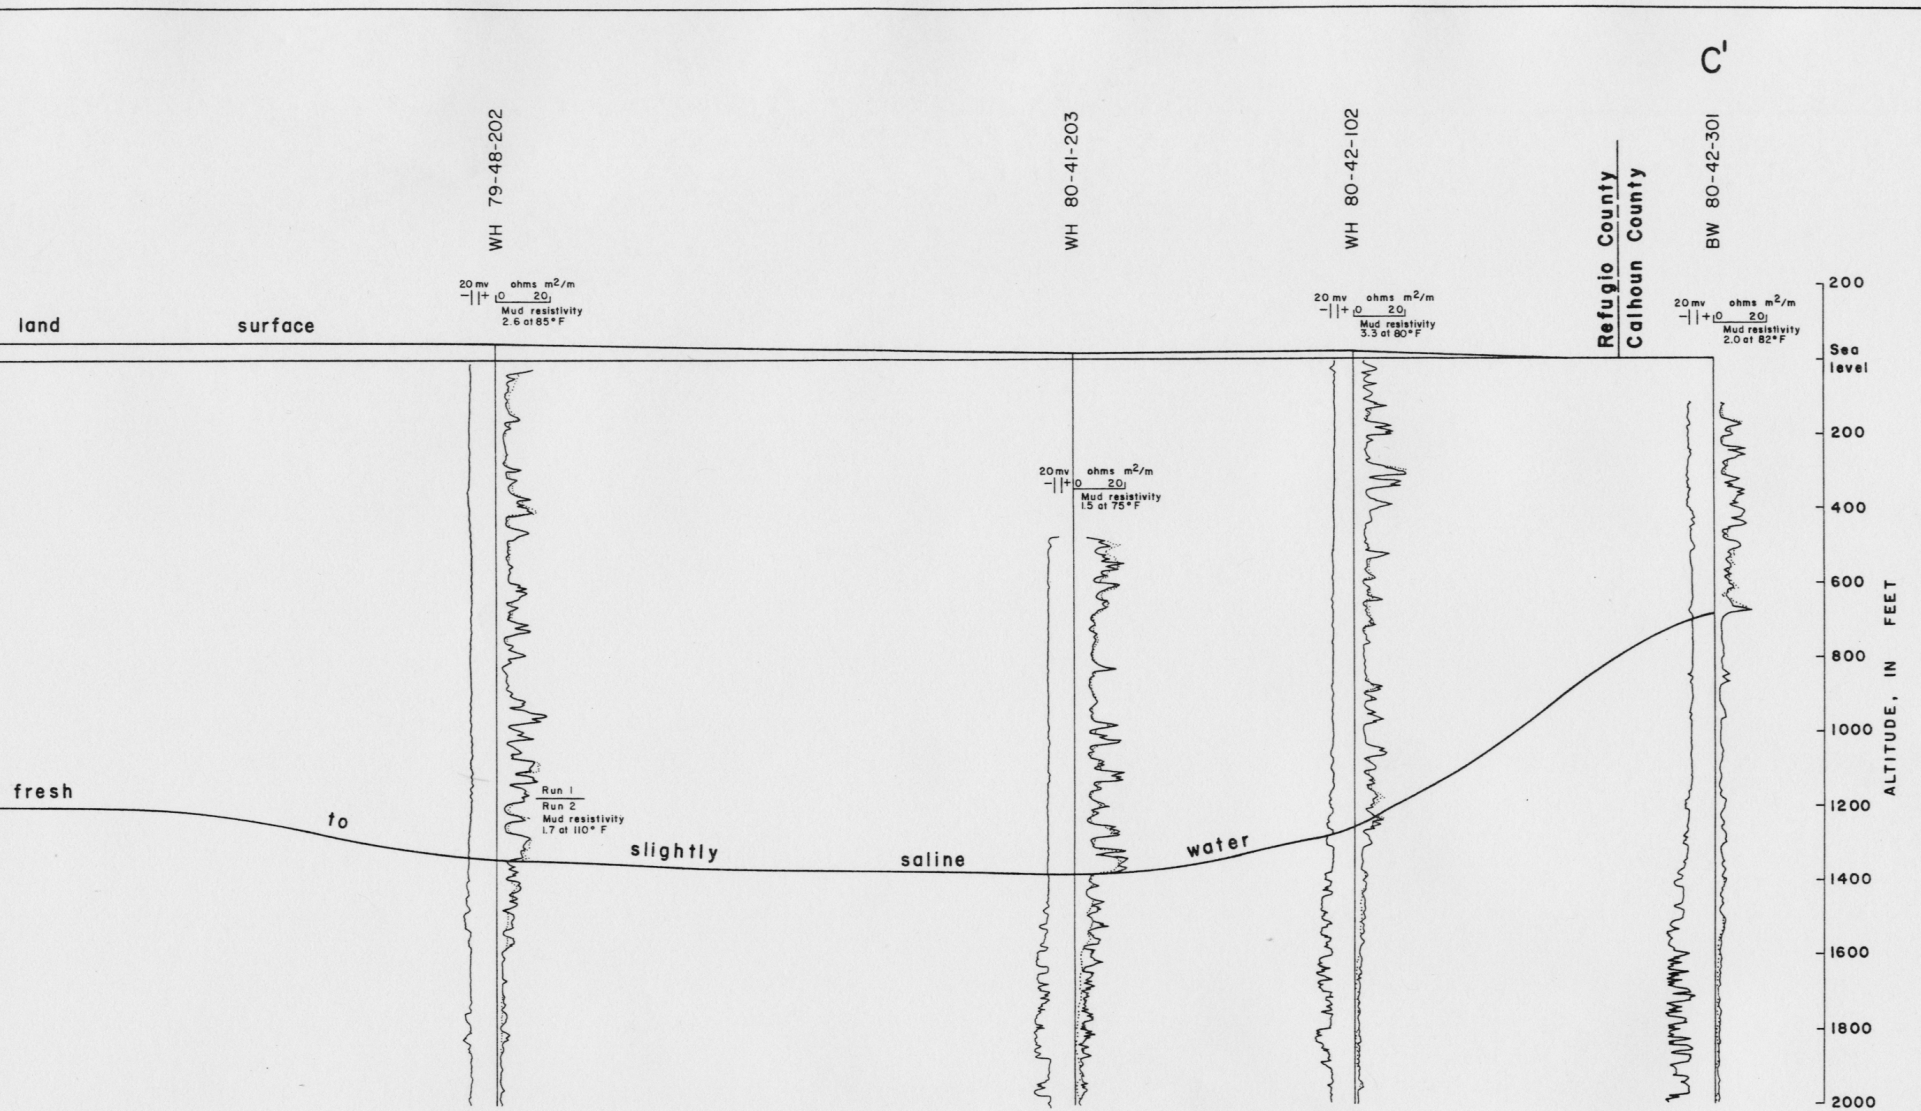 C'
WH 79-48-202
WH 80-41-203
WH 80-42-102
Refugio County
Calhoun County
BW 80-42-301
20 mv ohms m²/m
-||+ 0 20
Mud resistivity
2.6 at 85° F
20 mv ohms m²/m
-||+ 0 20
Mud resistivity
3.3 at 80° F
20 mv ohms m²/m
-||+ 0 20
Mud resistivity
2.0 at 82° F
200
land surface
Sea
level
200
20 mv ohms m²/m
-||+ 0 20
Mud resistivity
1.5 at 75° F
400
600
800
1000
1200
1400
1600
1800
2000
ALTITUDE, IN FEET
Run 1
Run 2
Mud resistivity
1.7 at 110° F
fresh to slightly saline water